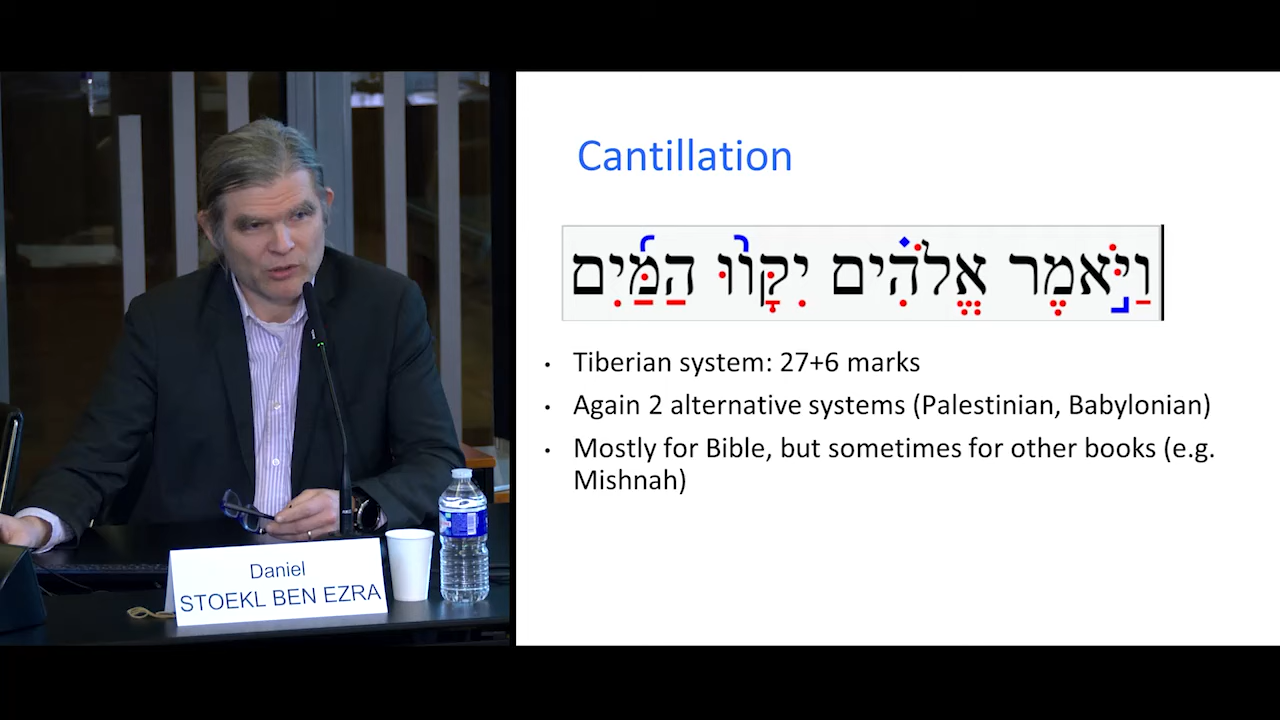 Cantillation
וַיֹּ֣אמֶר אֱלֹהִ֗ים יִקָּו֨וּ הַמַּ֜יִם
• Tiberian system: 27+6 marks
• Again 2 alternative systems (Palestinian, Babylonian)
• Mostly for Bible, but sometimes for other books (e.g.
Mishnah)
Daniel
STOEKL BEN EZRA